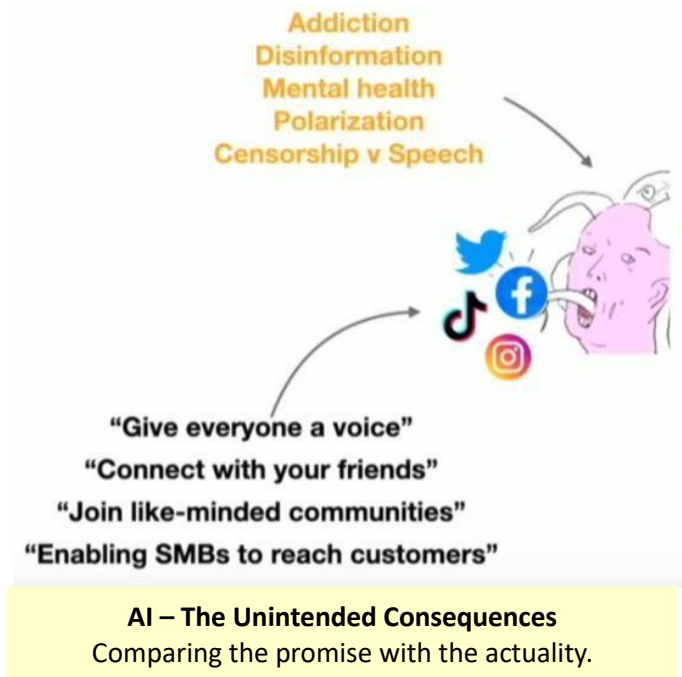 Addiction
Disinformation
Mental health
Polarization
Censorship v Speech
“Give everyone a voice”
“Connect with your friends”
“Join like-minded communities”
“Enabling SMBs to reach customers”
AI – The Unintended Consequences
Comparing the promise with the actuality.